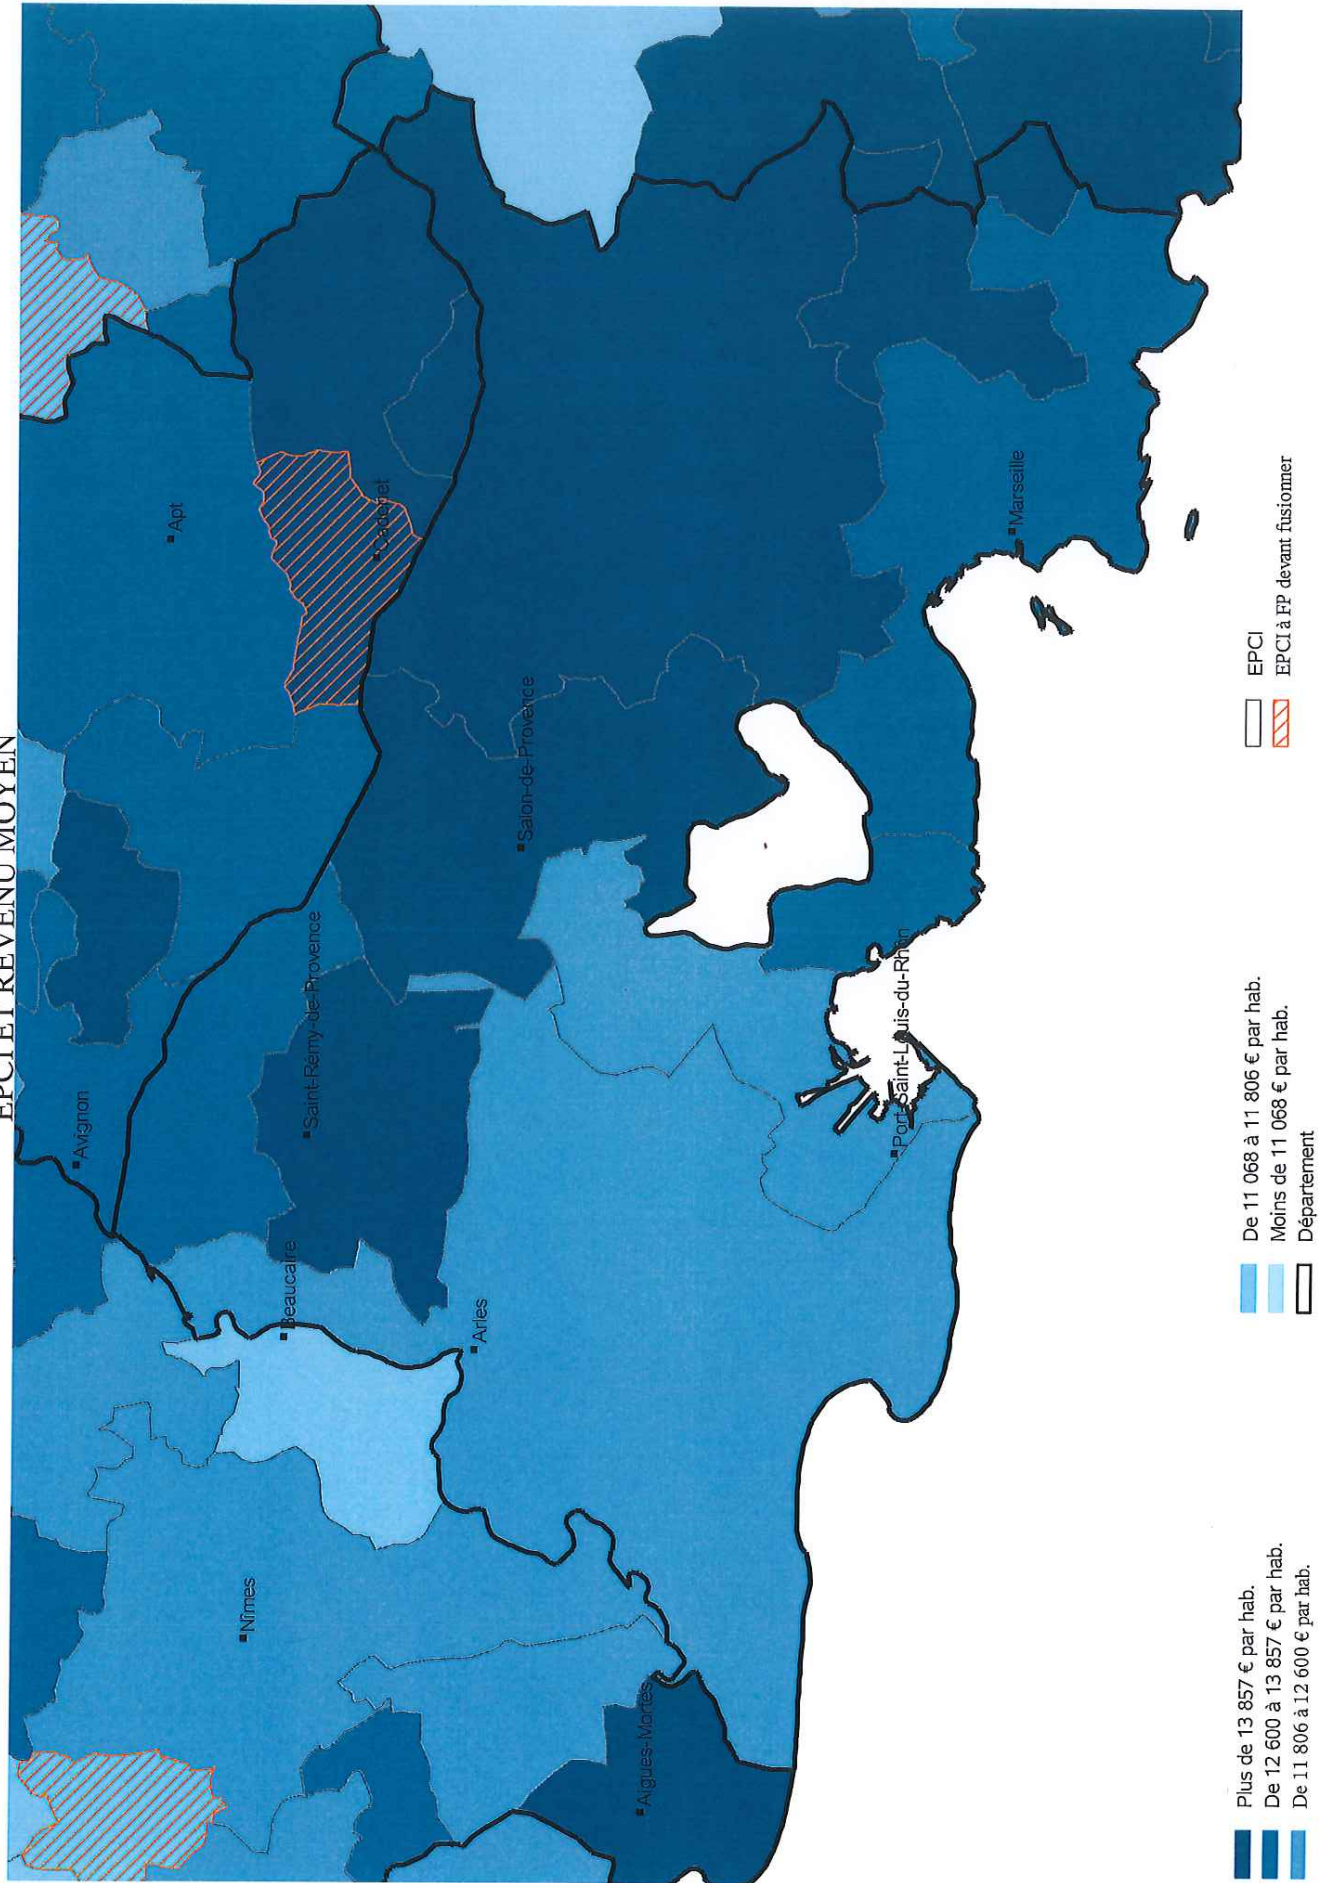 EPCI ET REVENU MOYEN
Apt
Cadenet
Avignon
Saint-Rémy-de-Provence
Salon-de-Provence
Marseille
Beaucaire
Arles
Port-Saint-Louis-du-Rhôn
Nîmes
Aigues-Mortes
Plus de 13 857 € par hab.
De 12 600 à 13 857 € par hab.
De 11 806 à 12 600 € par hab.
De 11 068 à 11 806 € par hab.
Moins de 11 068 € par hab.
Département
EPCI
EPCI à FP devant fusionner